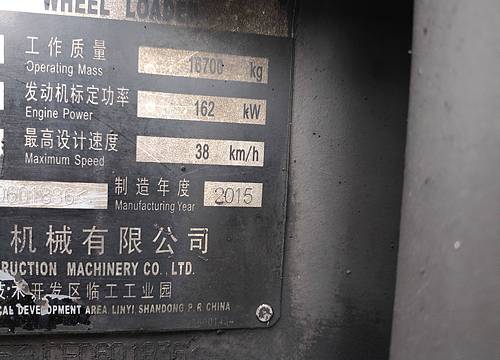 WHEEL LOADER
工作质量
Operating Mass 16700 kg
发动机标定功率
Engine Power 162 kW
最高设计速度
Maximum Speed 38 km/h
制造年度
Manufacturing Year 2015
机械有限公司
RUCTION MACHINERY CO., LTD.
技术开发区临工工业园
CAL DEVELOPMENT AREA LINYI SHANDONG P.R. CHINA